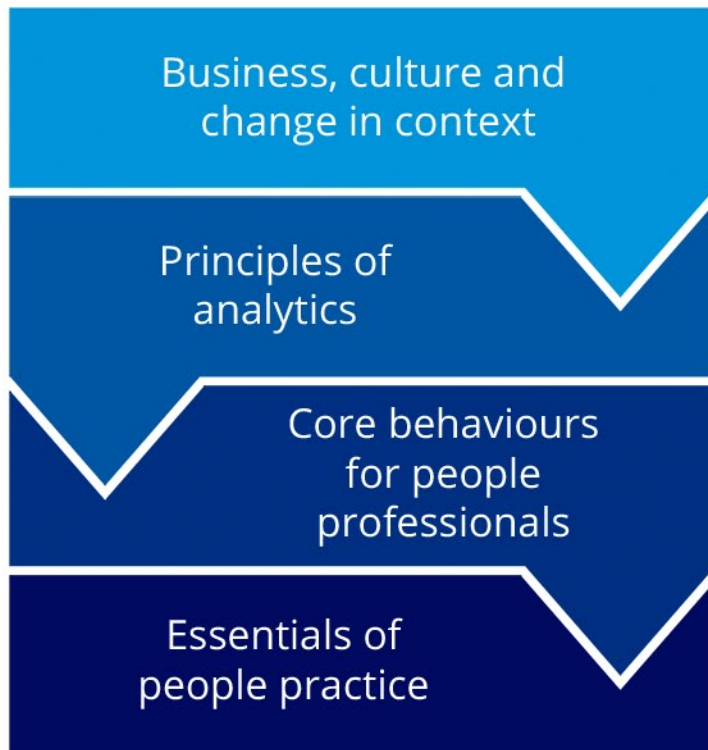 Business, culture and
change in context
Principles of
analytics
Core behaviours
for people
professionals
Essentials of
people practice